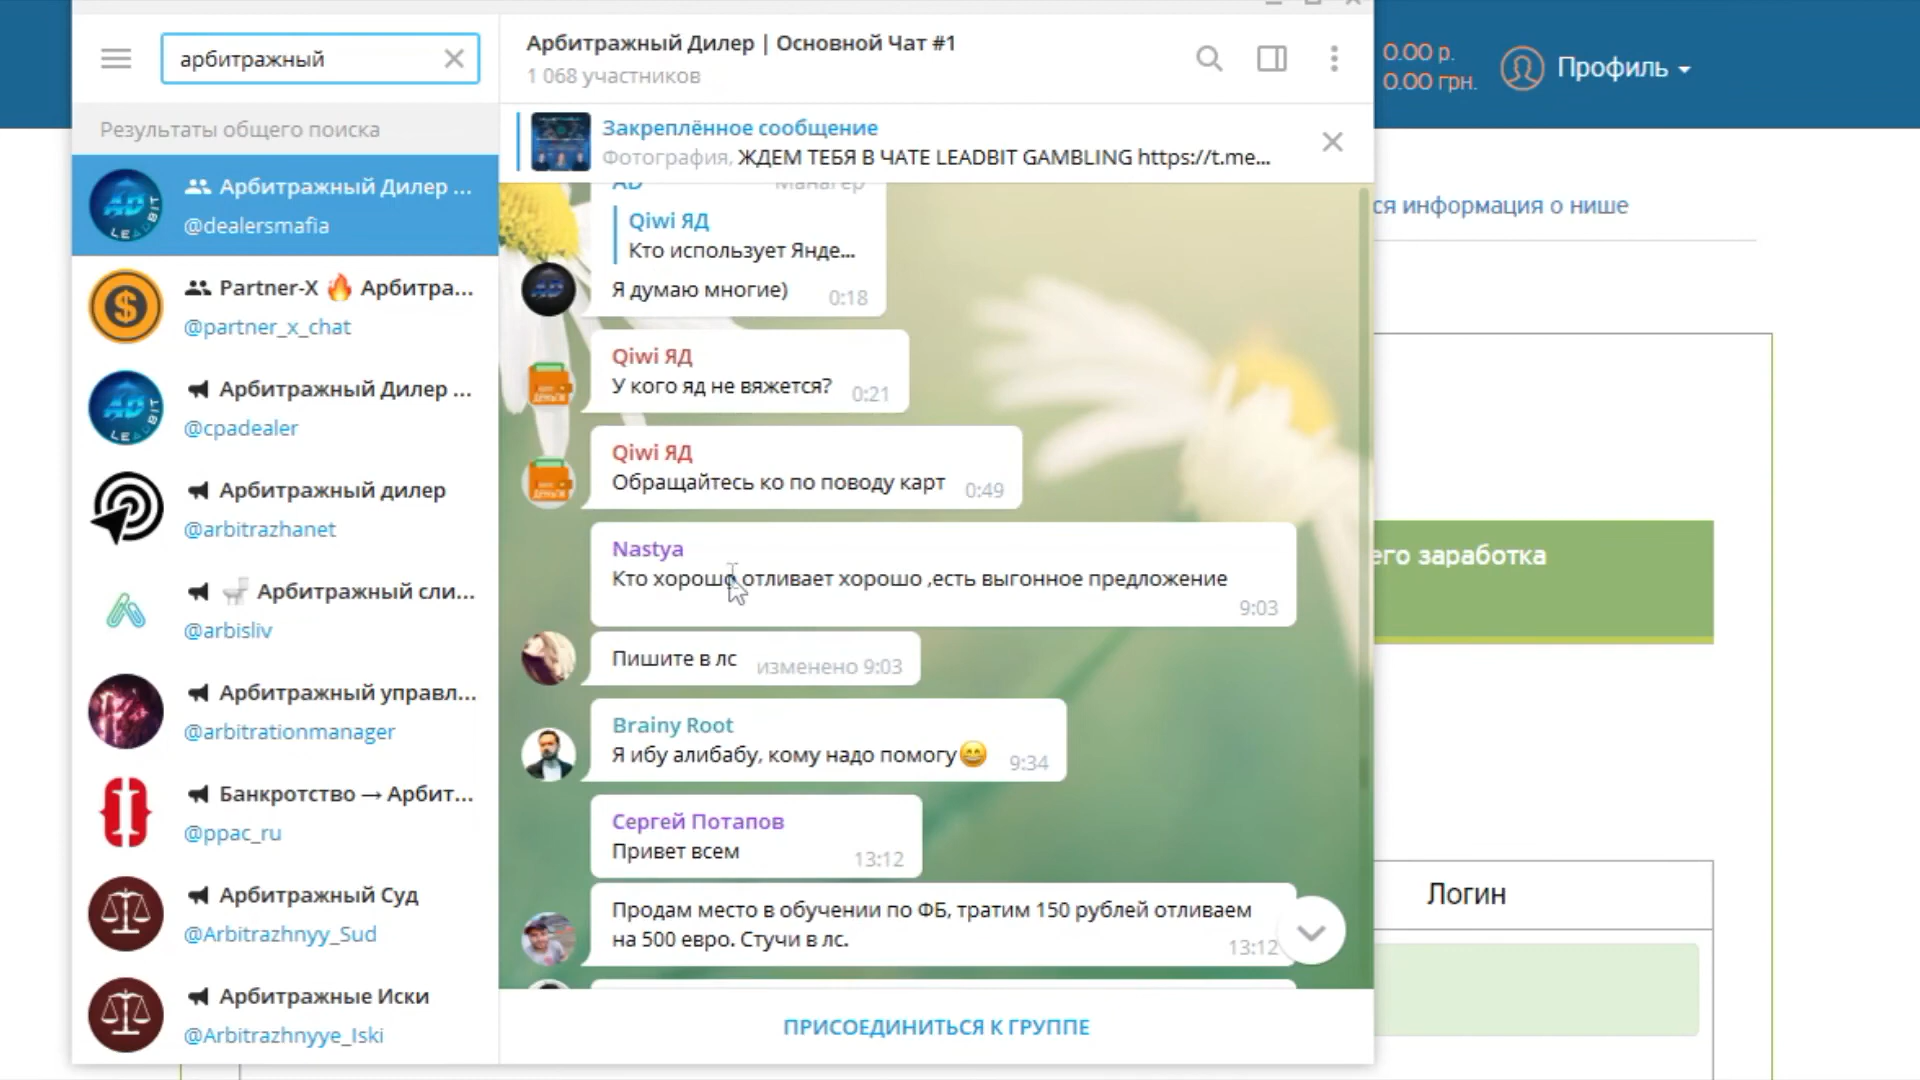 арбитражный
Результаты общего поиска
Арбитражный Дилер ...
@dealersmafia
Partner-X 🔥 Арбитра...
@partner_x_chat
Арбитражный Дилер ...
@cpadealer
Арбитражный дилер
@arbitrazhanet
🚽 Арбитражный сли...
@arbisliv
Арбитражный управл...
@arbitrationmanager
Банкротство → Арбит...
@ppac_ru
Арбитражный Суд
@Arbitrazhnyy_Sud
Арбитражные Иски
@Arbitrazhnyye_Iski
Арбитражный Дилер | Основной Чат #1
1 068 участников
Закреплённое сообщение
Фотография, ЖДЕМ ТЕБЯ В ЧАТЕ LEADBIT GAMBLING https://t.me...
AD Манагер
Qiwi ЯД
Кто использует Янде...
Я думаю многие) 0:18
Qiwi ЯД
У кого яд не вяжется? 0:21
Qiwi ЯД
Обращайтесь ко по поводу карт 0:49
Nastya
Кто хорошо отливает хорошо ,есть выгонное предложение
9:03
Пишите в лс изменено 9:03
Brainy Root
Я ибу алибабу, кому надо помогу😄 9:34
Сергей Потапов
Привет всем 13:12
Продам место в обучении по ФБ, тратим 150 рублей отливаем
на 500 евро. Стучи в лс. 13:12
ПРИСОЕДИНИТЬСЯ К ГРУППЕ
0.00 р.
0.00 грн.
Профиль
ся информация о нише
его заработка
Логин